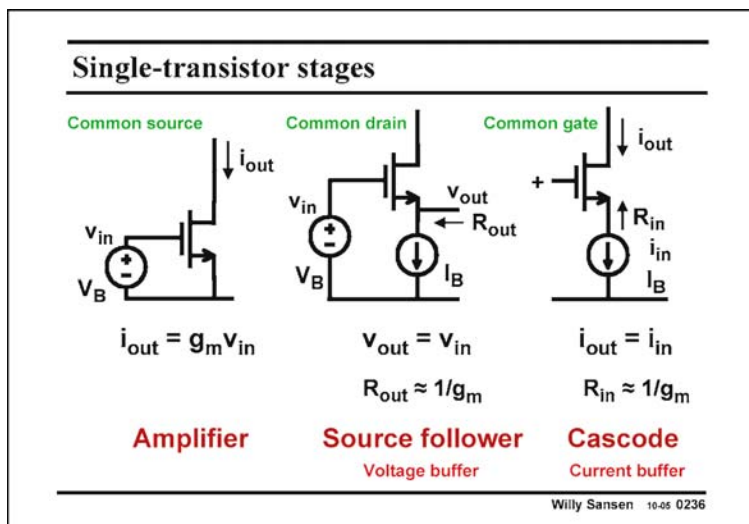 Single-transistor stages
Common source
Common drain
Common gate
i_out
v_in
+
-
V_B
i_out = g_m v_in
Amplifier
v_in
+
-
V_B
v_out
R_out
I_B
v_out = v_in
R_out ≈ 1/g_m
Source follower
Voltage buffer
i_out
+
R_in
i_in
I_B
i_out = i_in
R_in ≈ 1/g_m
Cascode
Current buffer
Willy Sansen 10-05 0236